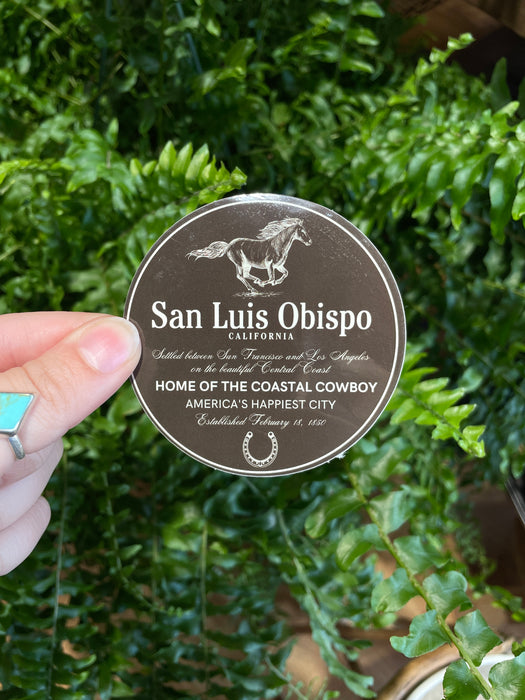 San Luis Obispo
CALIFORNIA
Settled between San Francisco and Los Angeles
on the beautiful Central Coast
HOME OF THE COASTAL COWBOY
AMERICA'S HAPPIEST CITY
Established February 18, 1850